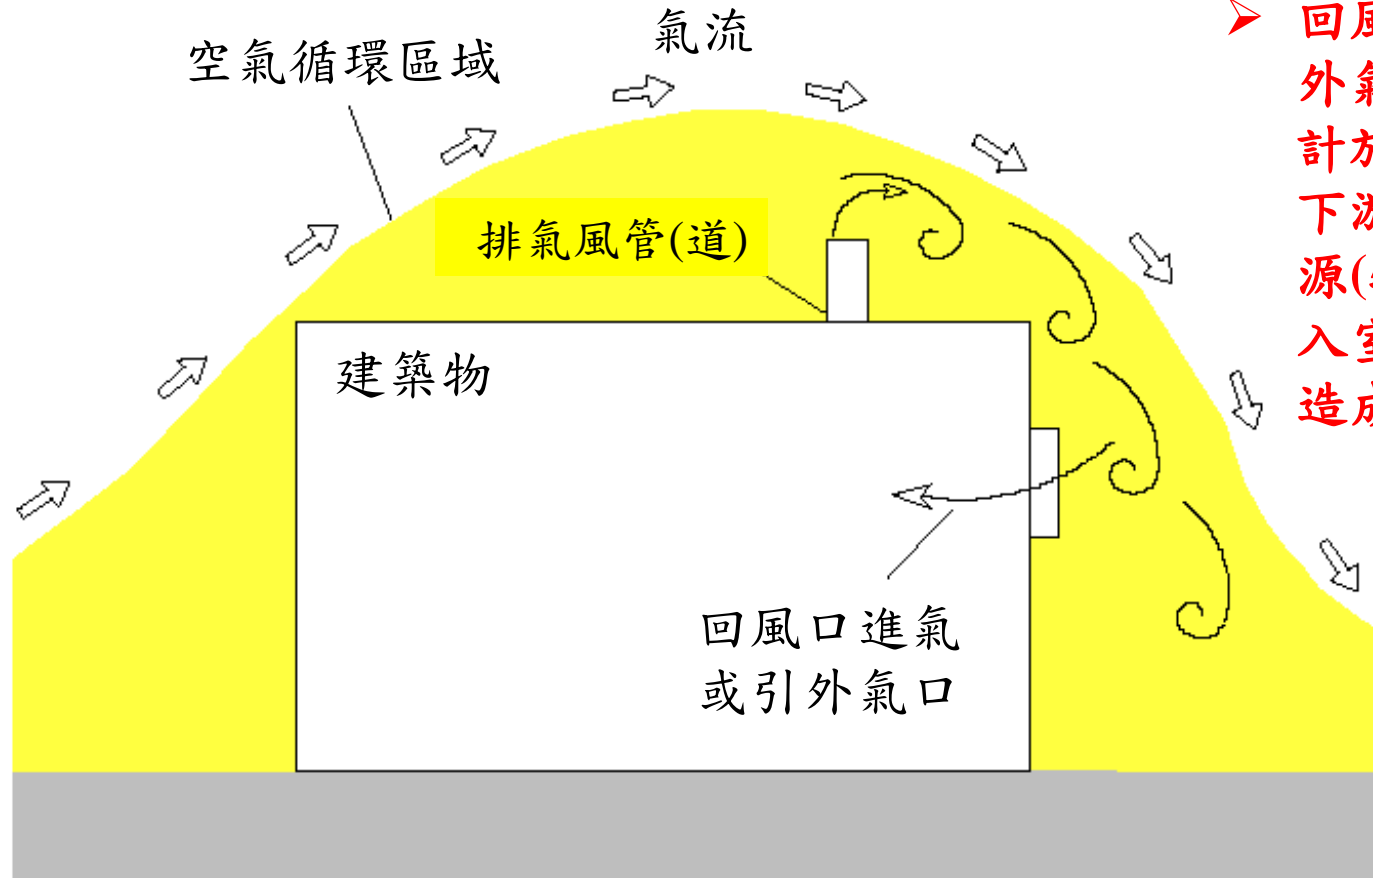 氣流
空氣循環區域
排氣風管(道)
建築物
回風口進氣
或引外氣口
➢ 回
外
計
下
源(
入
造